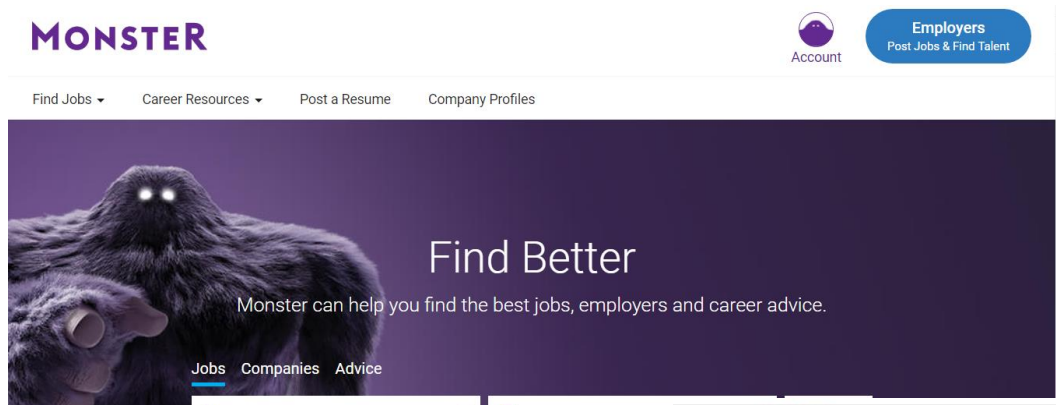 MONSTER
Account
Employers
Post Jobs & Find Talent
Find Jobs
Career Resources
Post a Resume
Company Profiles
Find Better
Monster can help you find the best jobs, employers and career advice.
Jobs Companies Advice